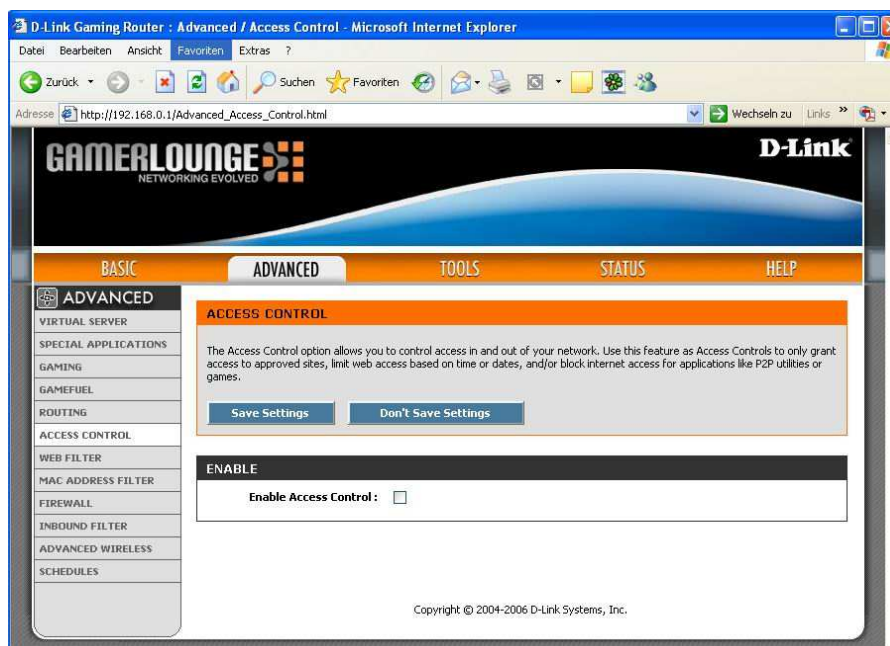 D-Link Gaming Router : Advanced / Access Control - Microsoft Internet Explorer
Datei Bearbeiten Ansicht Favoriten Extras ?
Zurück Suchen Favoriten
Adresse http://192.168.0.1/Advanced_Access_Control.html Wechseln zu Links »
GAMERLOUNGE
NETWORKING EVOLVED
D-Link
BASIC ADVANCED TOOLS STATUS HELP
ADVANCED
VIRTUAL SERVER
SPECIAL APPLICATIONS
GAMING
GAMEFUEL
ROUTING
ACCESS CONTROL
WEB FILTER
MAC ADDRESS FILTER
FIREWALL
INBOUND FILTER
ADVANCED WIRELESS
SCHEDULES
ACCESS CONTROL
The Access Control option allows you to control access in and out of your network. Use this feature as Access Controls to only grant
access to approved sites, limit web access based on time or dates, and/or block internet access for applications like P2P utilities or
games.
Save Settings Don't Save Settings
ENABLE
Enable Access Control :
Copyright © 2004-2006 D-Link Systems, Inc.